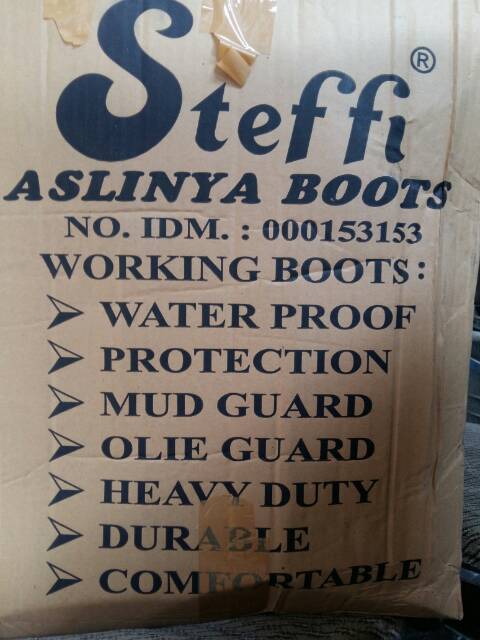 Steffi ®
ASLINYA BOOTS
NO. IDM. : 000153153
WORKING BOOTS :
WATER PROOF
PROTECTION
MUD GUARD
OLIE GUARD
HEAVY DUTY
DURABLE
COMFORTABLE